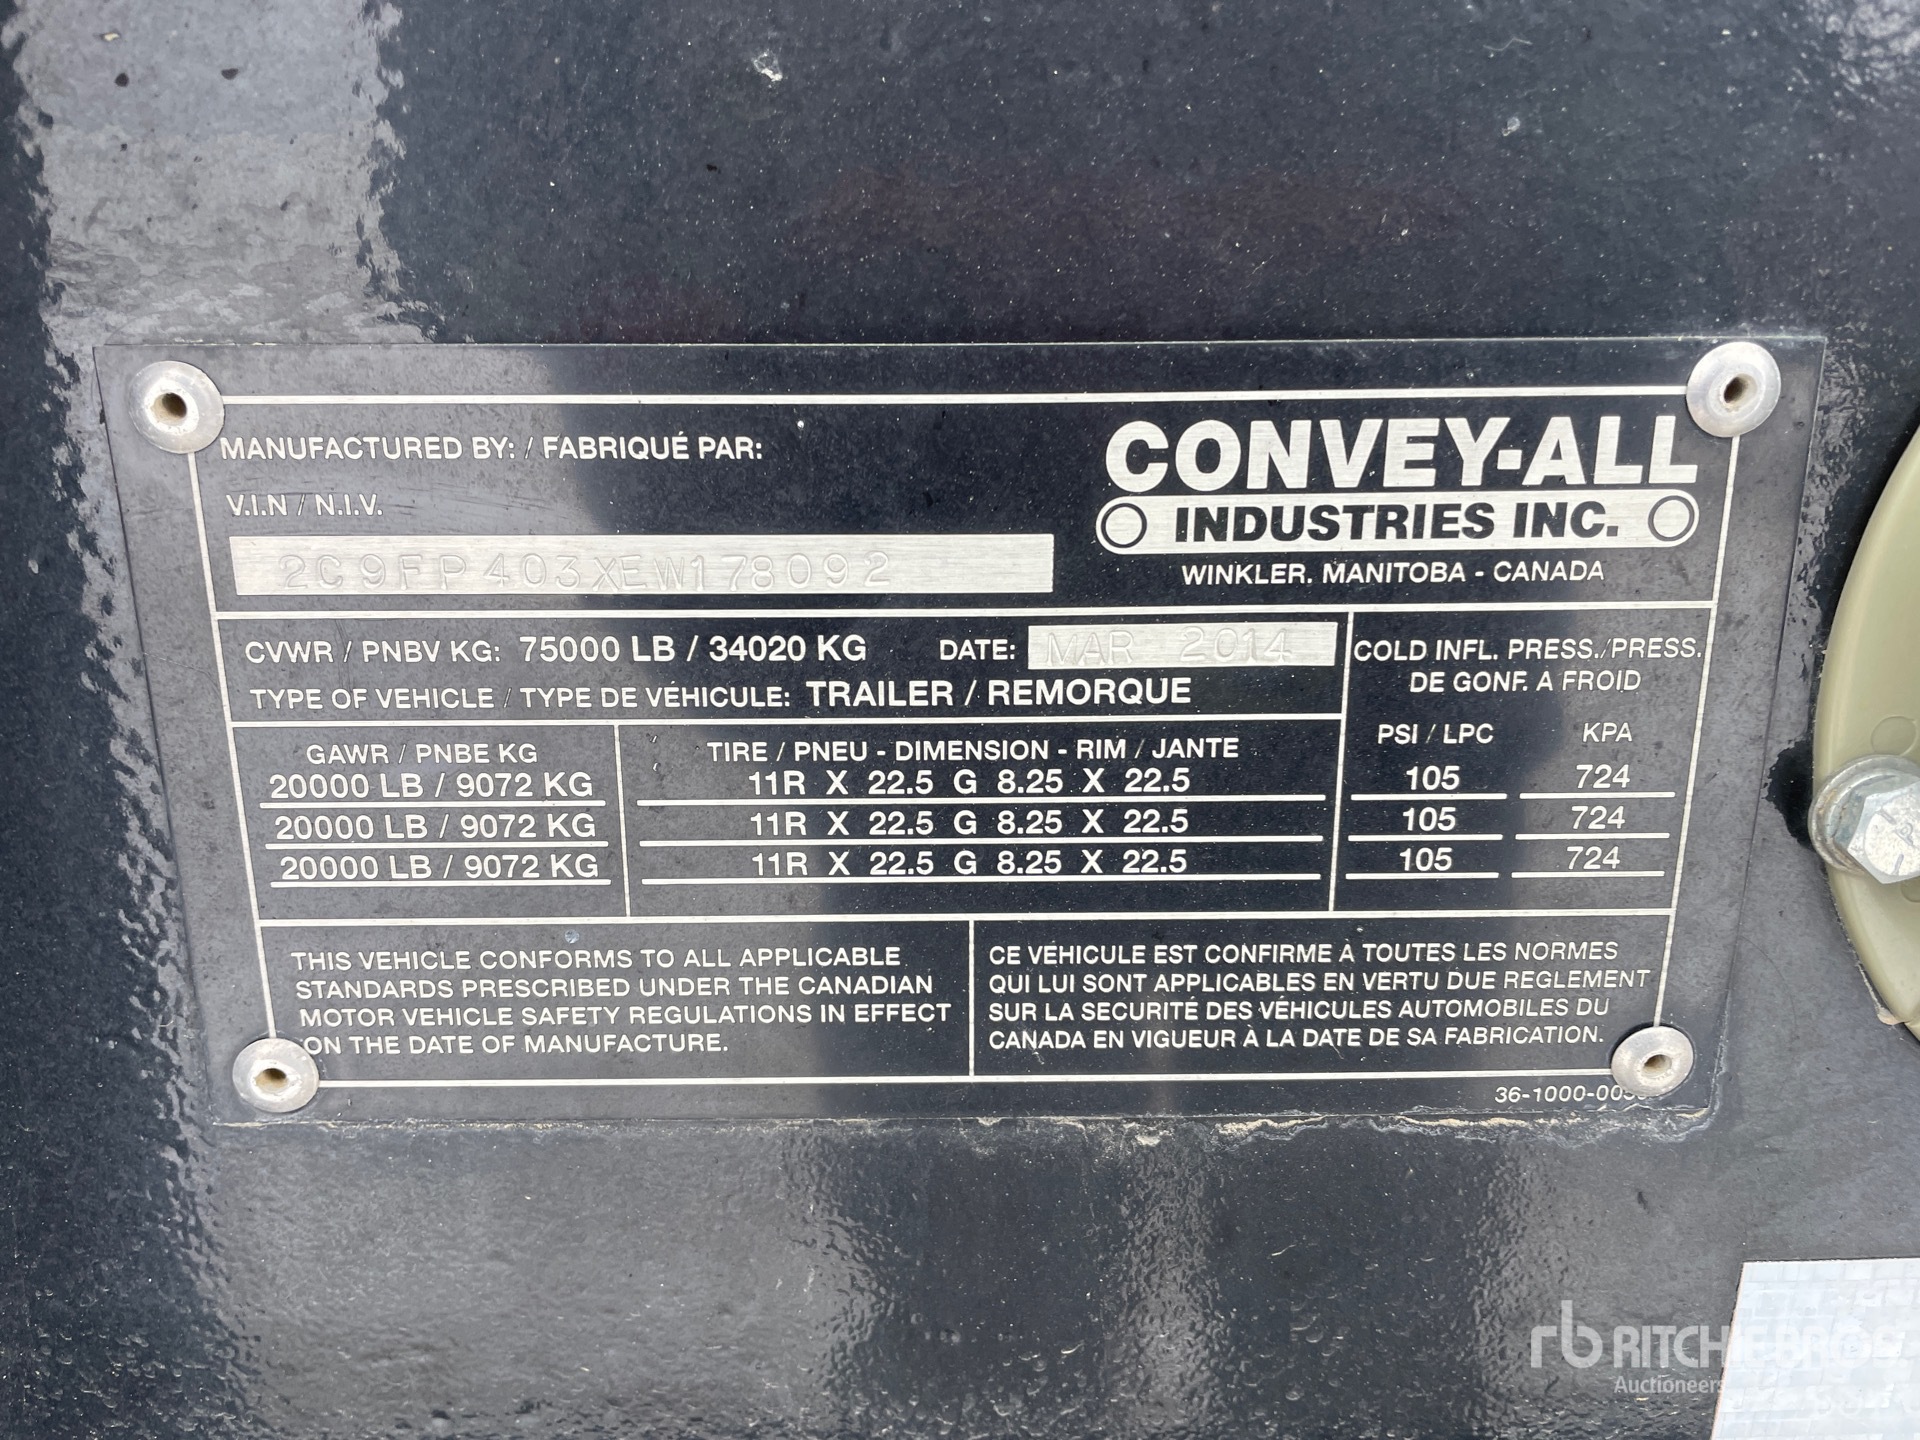 MANUFACTURED BY: / FABRIQUÉ PAR:
CONVEY-ALL
INDUSTRIES INC.
WINKLER, MANITOBA - CANADA
V.I.N / N.I.V.
2C9FP403XEW178092
CVWR / PNBV KG: 75000 LB / 34020 KG DATE: MAR 2014
TYPE OF VEHICLE / TYPE DE VÉHICULE: TRAILER / REMORQUE
COLD INFL. PRESS./PRESS.
DE GONF. A FROID
GAWR / PNBE KG TIRE / PNEU - DIMENSION - RIM / JANTE PSI / LPC KPA
20000 LB / 9072 KG 11R X 22.5 G 8.25 X 22.5 105 724
20000 LB / 9072 KG 11R X 22.5 G 8.25 X 22.5 105 724
20000 LB / 9072 KG 11R X 22.5 G 8.25 X 22.5 105 724
THIS VEHICLE CONFORMS TO ALL APPLICABLE
STANDARDS PRESCRIBED UNDER THE CANADIAN
MOTOR VEHICLE SAFETY REGULATIONS IN EFFECT
ON THE DATE OF MANUFACTURE.
CE VÉHICULE EST CONFIRME À TOUTES LES NORMES
QUI LUI SONT APPLICABLES EN VERTU DUE REGLEMENT
SUR LA SECURITÉ DES VÉHICULES AUTOMOBILES DU
CANADA EN VIGUEUR À LA DATE DE SA FABRICATION.
rb RITCHIE BROS
Auctioneers